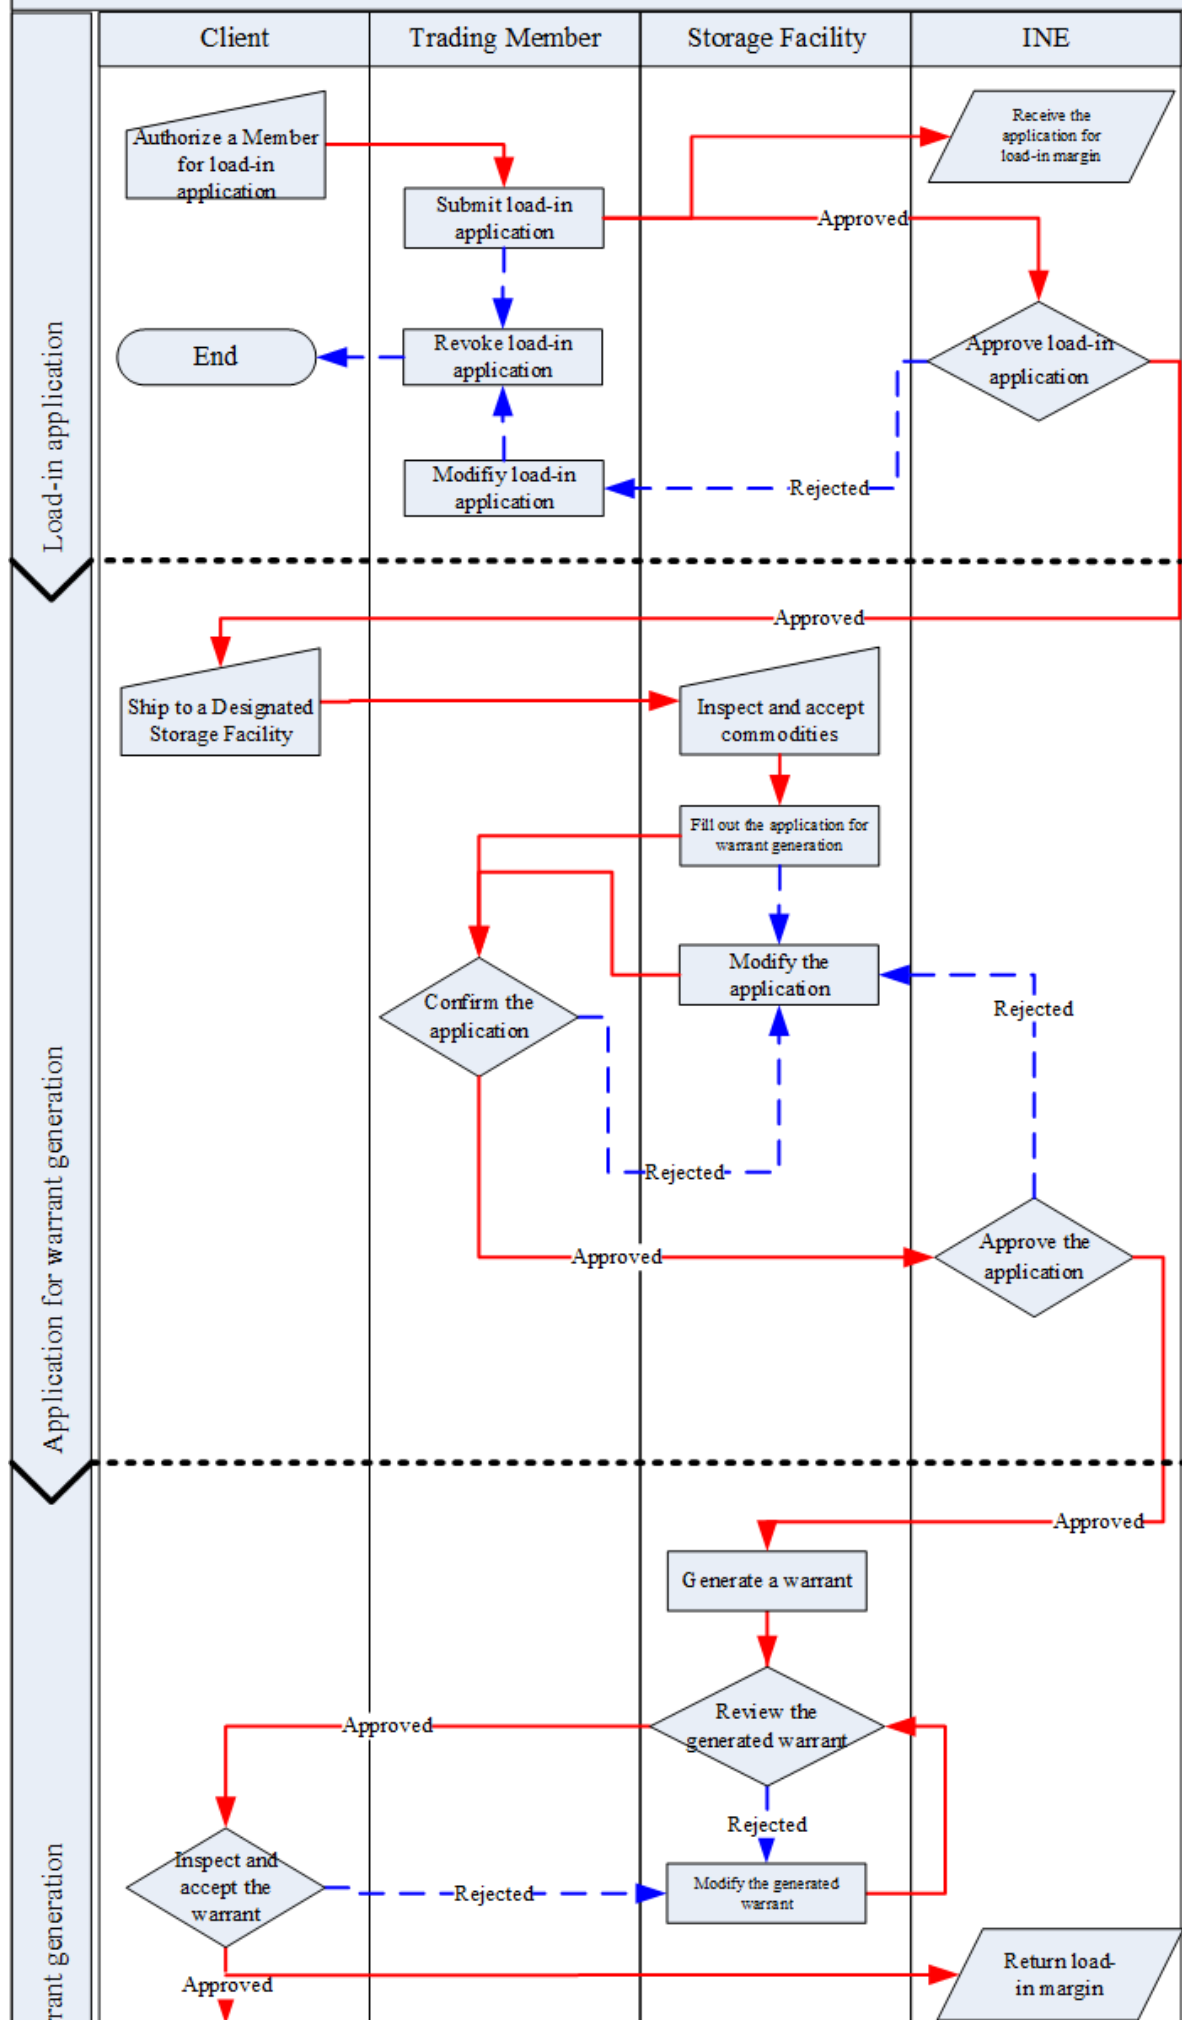 Client
Trading Member
Storage Facility
INE
Load-in application
Authorize a Member
for load-in
application
Receive the
application for
load-in margin
Submit load-in
application
Approved
End
Revoke load-in
application
Approve load-in
application
Modifiy load-in
application
Rejected
Application for warrant generation
Approved
Ship to a Designated
Storage Facility
Inspect and accept
commodities
Fill out the application for
warrant generation
Modify the
application
Confirm the
application
Rejected
Rejected
Approved
Approve the
application
Approved
Generate a warrant
Review the
generated warrant
Approved
Rejected
Inspect and
accept the
warrant
Rejected
Modify the generated
warrant
Return load-
in margin
Approved
generation